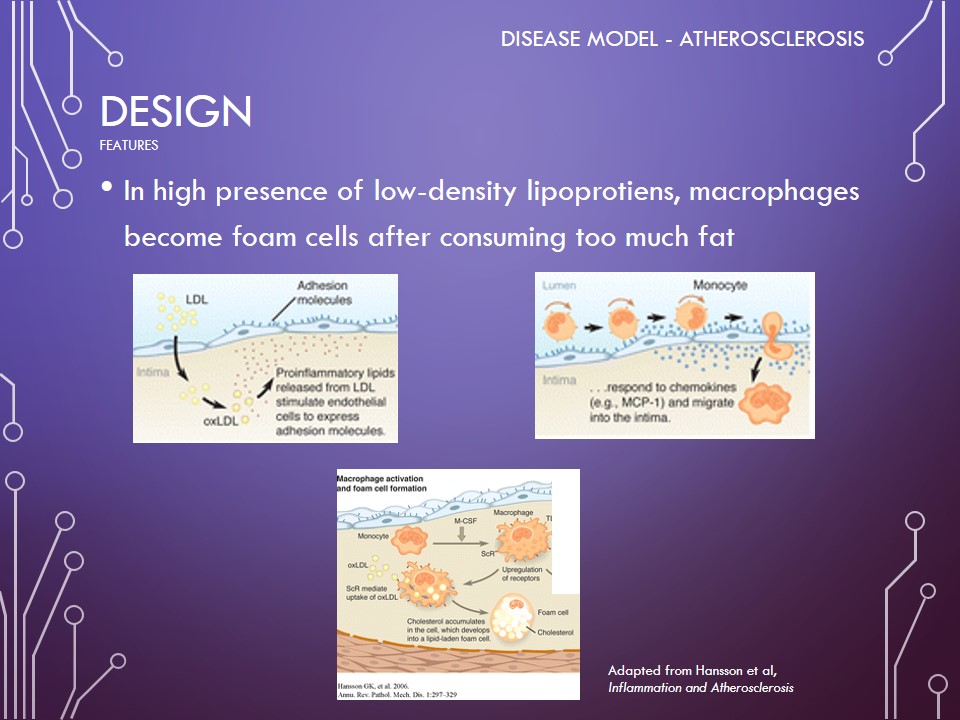 DISEASE MODEL - ATHEROSCLEROSIS
DESIGN
FEATURES
• In high presence of low-density lipoprotiens, macrophages
become foam cells after consuming too much fat
LDL
Adhesion
molecules
Intima
oxLDL
Proinflammatory lipids
released from LDL
stimulate endothelial
cells to express
adhesion molecules.
Lumen
Monocyte
Intima
. . .respond to chemokines
(e.g., MCP-1) and migrate
into the intima.
Macrophage activation
and foam cell formation
Macrophage
M-CSF
Monocyte
ScR
oxLDL
Upregulation
of receptors
ScR mediate
uptake of oxLDL
Foam cell
Cholesterol accumulates
in the cell, which develops
into a lipid-laden foam cell.
Cholesterol
Hansson GK, et al. 2006.
Annu. Rev. Pathol. Mech. Dis. 1:297-329
Adapted from Hansson et al,
Inflammation and Atherosclerosis